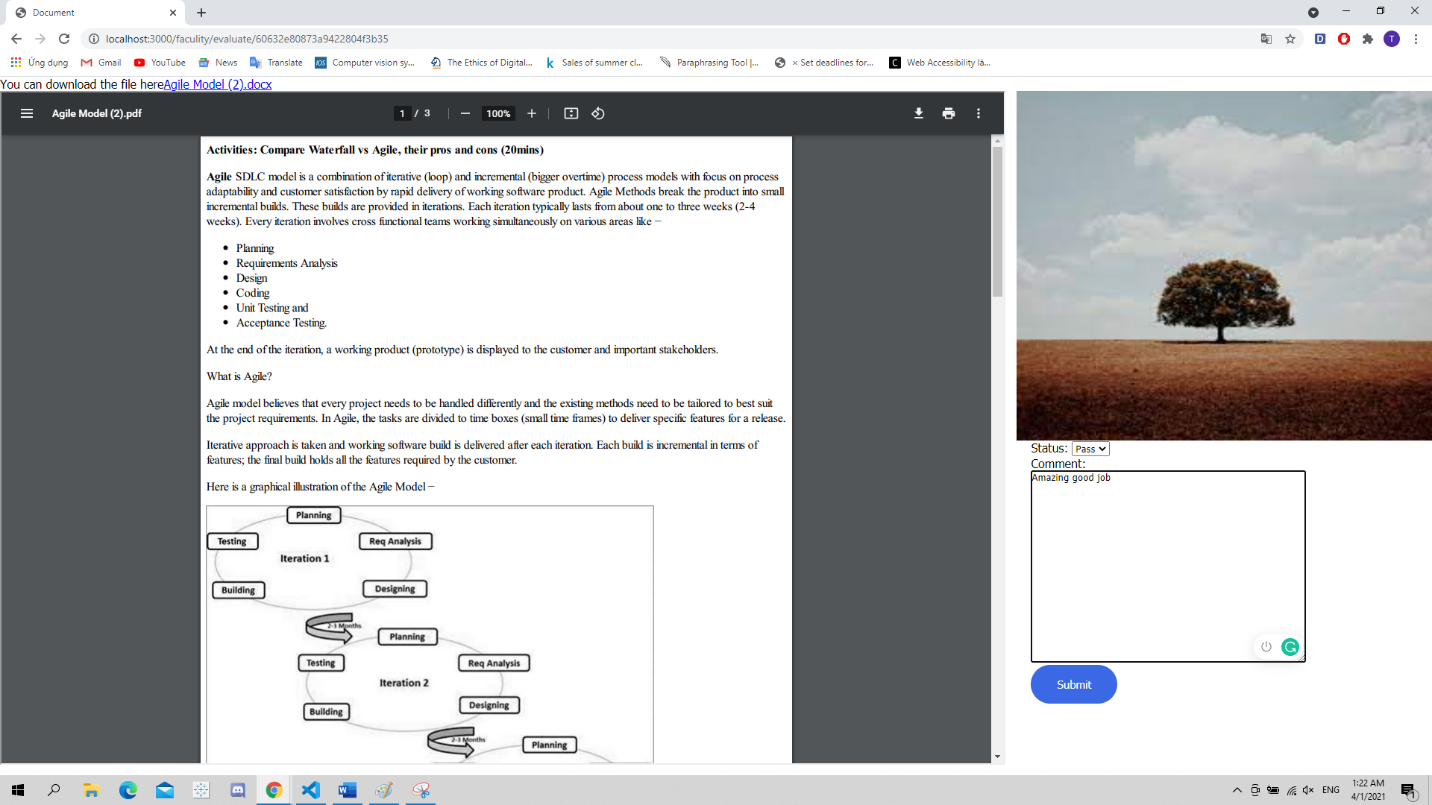 Document
localhost:3000/faculity/evaluate/60632e80873a9422804f3b35
Ứng dụng
Gmail
YouTube
News
Translate
Computer vision sy...
The Ethics of Digital...
Sales of summer cl...
Paraphrasing Tool |...
× Set deadlines for...
Web Accessibility là...
You can download the file hereAgile Model (2).docx
Agile Model (2).pdf
1 / 3
100%
Activities: Compare Waterfall vs Agile, their pros and cons (20mins)
Agile SDLC model is a combination of iterative (loop) and incremental (bigger overtime) process models with focus on process
adaptability and customer satisfaction by rapid delivery of working software product. Agile Methods break the product into small
incremental builds. These builds are provided in iterations. Each iteration typically lasts from about one to three weeks (2-4
weeks). Every iteration involves cross functional teams working simultaneously on various areas like −
• Planning
• Requirements Analysis
• Design
• Coding
• Unit Testing and
• Acceptance Testing.
At the end of the iteration, a working product (prototype) is displayed to the customer and important stakeholders.
What is Agile?
Agile model believes that every project needs to be handled differently and the existing methods need to be tailored to best suit
the project requirements. In Agile, the tasks are divided to time boxes (small time frames) to deliver specific features for a release.
Iterative approach is taken and working software build is delivered after each iteration. Each build is incremental in terms of
features; the final build holds all the features required by the customer.
Here is a graphical illustration of the Agile Model −
Planning
Testing
Req Analysis
Iteration 1
Building
Designing
2-3 Months
Planning
Testing
Req Analysis
Iteration 2
Building
Designing
2-3 Months
Planning
Status: Pass
Comment:
Amazing good job
Submit
ENG
1:22 AM
4/1/2021